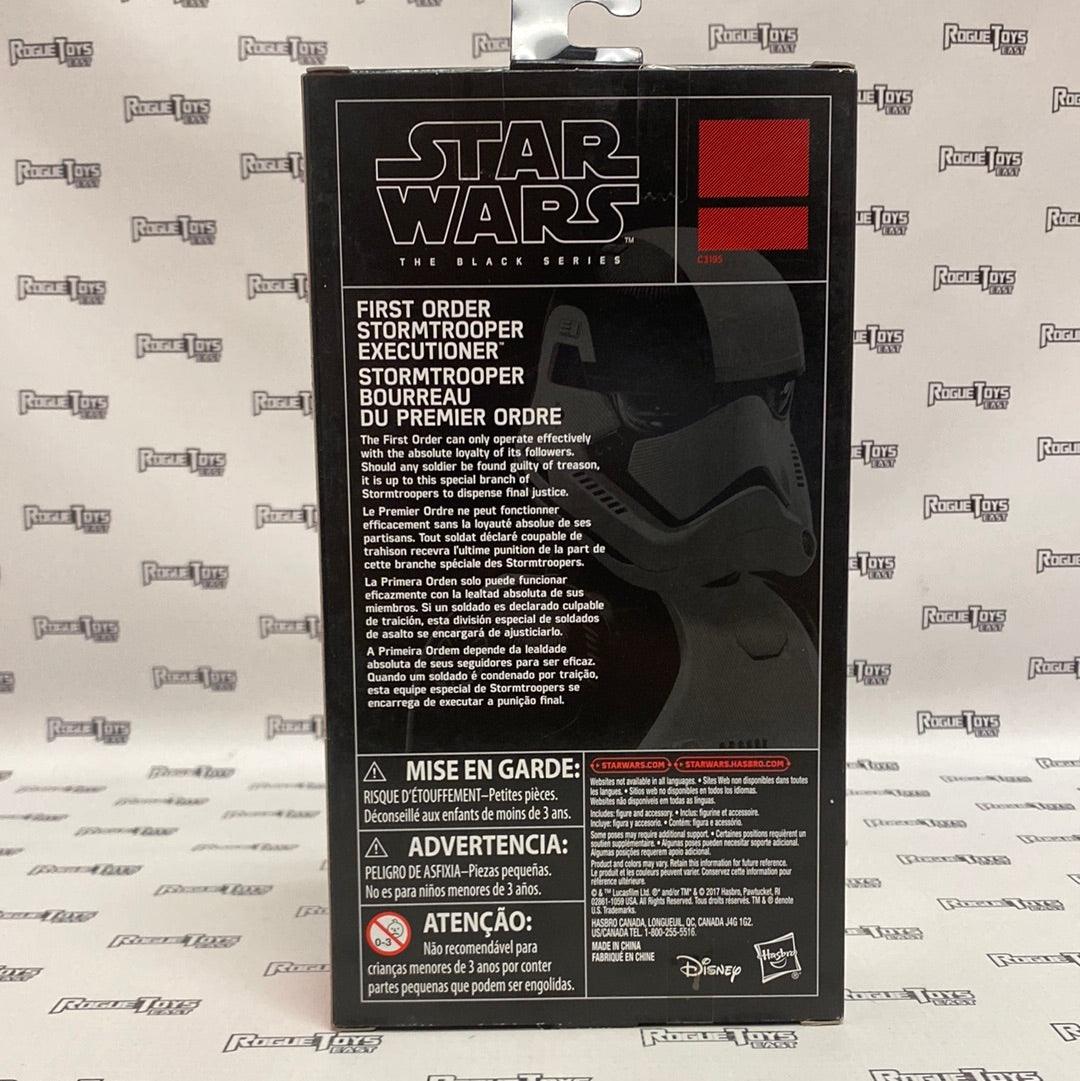 STAR
WARS™
THE BLACK SERIES
C3195
FIRST ORDER
STORMTROOPER
EXECUTIONER™
STORMTROOPER
BOURREAU
DU PREMIER ORDRE
The First Order can only operate effectively
with the absolute loyalty of its followers.
Should any soldier be found guilty of treason,
it is up to this special branch of
Stormtroopers to dispense final justice.
Le Premier Ordre ne peut fonctionner
efficacement sans la loyauté absolue de ses
partisans. Tout soldat déclaré coupable de
trahison recevra l'ultime punition de la part de
cette branche spéciale des Stormtroopers.
La Primera Orden solo puede funcionar
eficazmente con la lealtad absoluta de sus
miembros. Si un soldado es declarado culpable
de traición, esta división especial de soldados
de asalto se encargará de ajusticiarlo.
A Primeira Ordem depende da lealdade
absoluta de seus seguidores para ser eficaz.
Quando um soldado é condenado por traição,
esta equipe especial de Stormtroopers se
encarrega de executar a punição final.
MISE EN GARDE:
RISQUE D'ÉTOUFFEMENT–Petites pièces.
Déconseillé aux enfants de moins de 3 ans.
ADVERTENCIA:
PELIGRO DE ASFIXIA–Piezas pequeñas.
No es para niños menores de 3 años.
0-3
ATENÇÃO:
Não recomendável para
crianças menores de 3 anos por conter
partes pequenas que podem ser engolidas.
• STARWARS.COM • • STARWARS.HASBRO.COM
Websites not available in all languages. • Sites Web non disponibles dans toutes
les langues. • Sitios web no disponibles en todos los idiomas.
Websites não disponíveis em todas as línguas.
Includes: figure and accessory. • Inclus: figurine et accessoire.
Incluye: figura y accesorio. • Contém: figura e acessório.
Some poses may require additional support. • Certaines positions requièrent un
soutien supplémentaire. • Algunas poses pueden necesitar soporte adicional.
Algumas posições requerem apoio adicional.
Product and colors may vary. Retain this information for future reference.
Le produit et les couleurs peuvent varier. Conservez cette information pour
référence ultérieure.
© & ™ Lucasfilm Ltd. ®* and/or TM* & © 2017 Hasbro, Pawtucket, RI
02861-1059 USA. All Rights Reserved. Tous droits réservés. TM & ® denote
U.S. Trademarks.
HASBRO CANADA, LONGUEUIL, QC, CANADA J4G 1G2.
US/CANADA TEL. 1-800-255-5516.
MADE IN CHINA
FABRIQUÉ EN CHINE
Disney
Hasbro
ROGUE TOYS
EAST